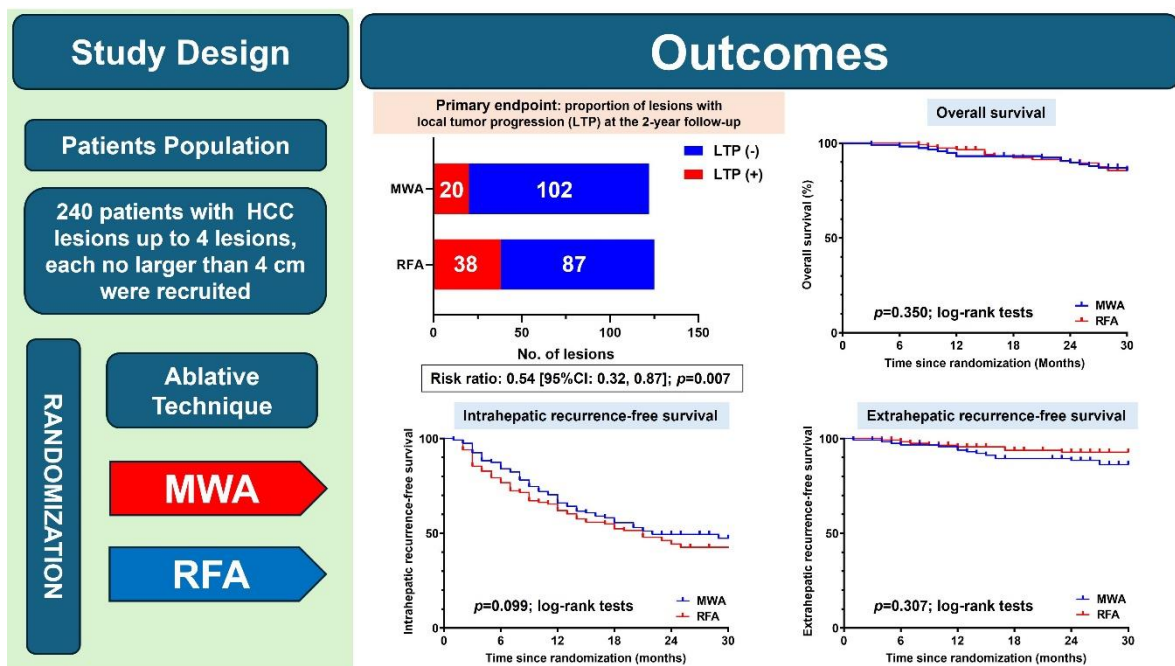 Study Design
Patients Population
240 patients with HCC
lesions up to 4 lesions,
each no larger than 4 cm
were recruited
RANDOMIZATION
Ablative
Technique
MWA
RFA
Outcomes
Primary endpoint: proportion of lesions with
local tumor progression (LTP) at the 2-year follow-up
LTP (-)
LTP (+)
MWA
20
102
RFA
38
87
0
50
100
150
No. of lesions
Risk ratio: 0.54 [95%CI: 0.32, 0.87]; p=0.007
Overall survival
Overall survival (%)
100
50
0
MWA
RFA
p=0.350; log-rank tests
0 6 12 18 24 30
Time since randomization (Months)
Intrahepatic recurrence-free survival
Intrahepatic recurrence-free survival
100
50
0
MWA
RFA
p=0.099; log-rank tests
0 6 12 18 24 30
Time since randomization (months)
Extrahepatic recurrence-free survival
Extrahepatic recurrence-free survival
100
50
0
MWA
RFA
p=0.307; log-rank tests
0 6 12 18 24 30
Time since randomization (months)